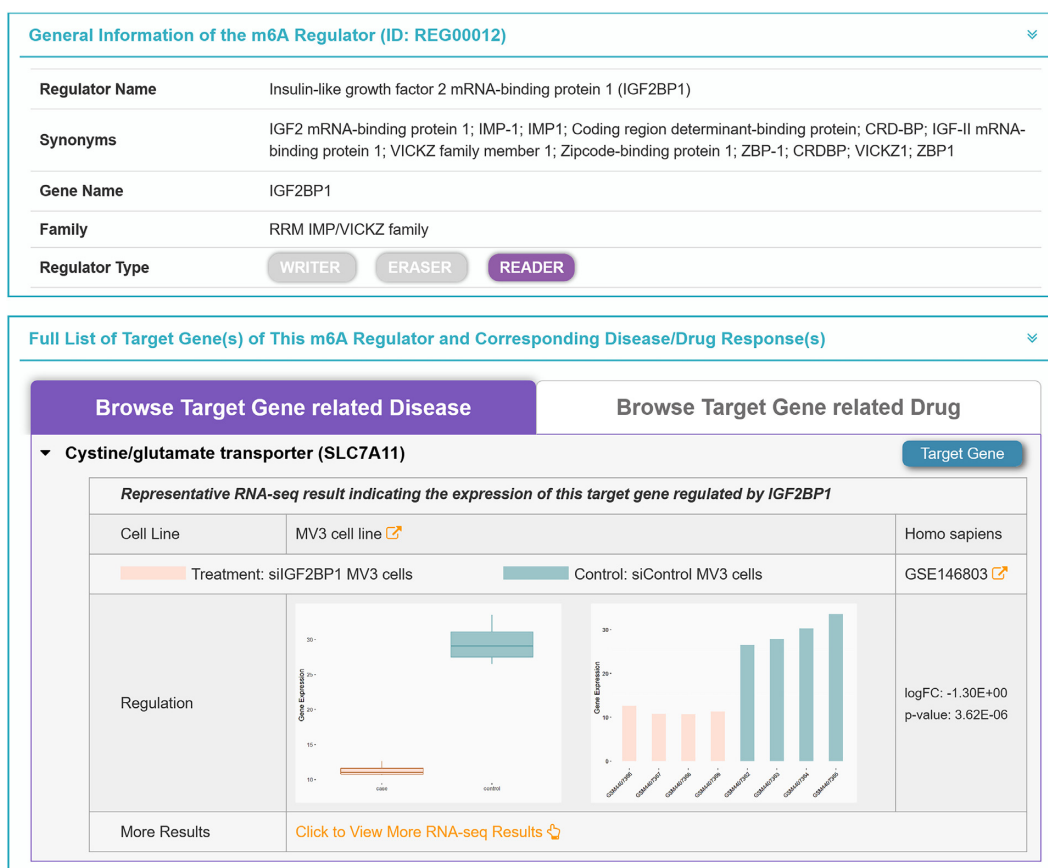 General Information of the m6A Regulator (ID: REG00012)
Regulator Name
Insulin-like growth factor 2 mRNA-binding protein 1 (IGF2BP1)
Synonyms
IGF2 mRNA-binding protein 1; IMP-1; IMP1; Coding region determinant-binding protein; CRD-BP; IGF-II mRNA-
binding protein 1; VICKZ family member 1; Zipcode-binding protein 1; ZBP-1; CRDBP; VICKZ1; ZBP1
Gene Name
IGF2BP1
Family
RRM IMP/VICKZ family
Regulator Type
WRITER
ERASER
READER
Full List of Target Gene(s) of This m6A Regulator and Corresponding Disease/Drug Response(s)
Browse Target Gene related Disease
Browse Target Gene related Drug
Cystine/glutamate transporter (SLC7A11)
Target Gene
Representative RNA-seq result indicating the expression of this target gene regulated by IGF2BP1
Cell Line
MV3 cell line
Homo sapiens
Treatment: siIGF2BP1 MV3 cells
Control: siControl MV3 cells
GSE146803
Regulation
Gene Expression
30
25
20
15
10
case
control
Gene Expression
30
20
10
0
logFC: -1.30E+00
p-value: 3.62E-06
More Results
Click to View More RNA-seq Results